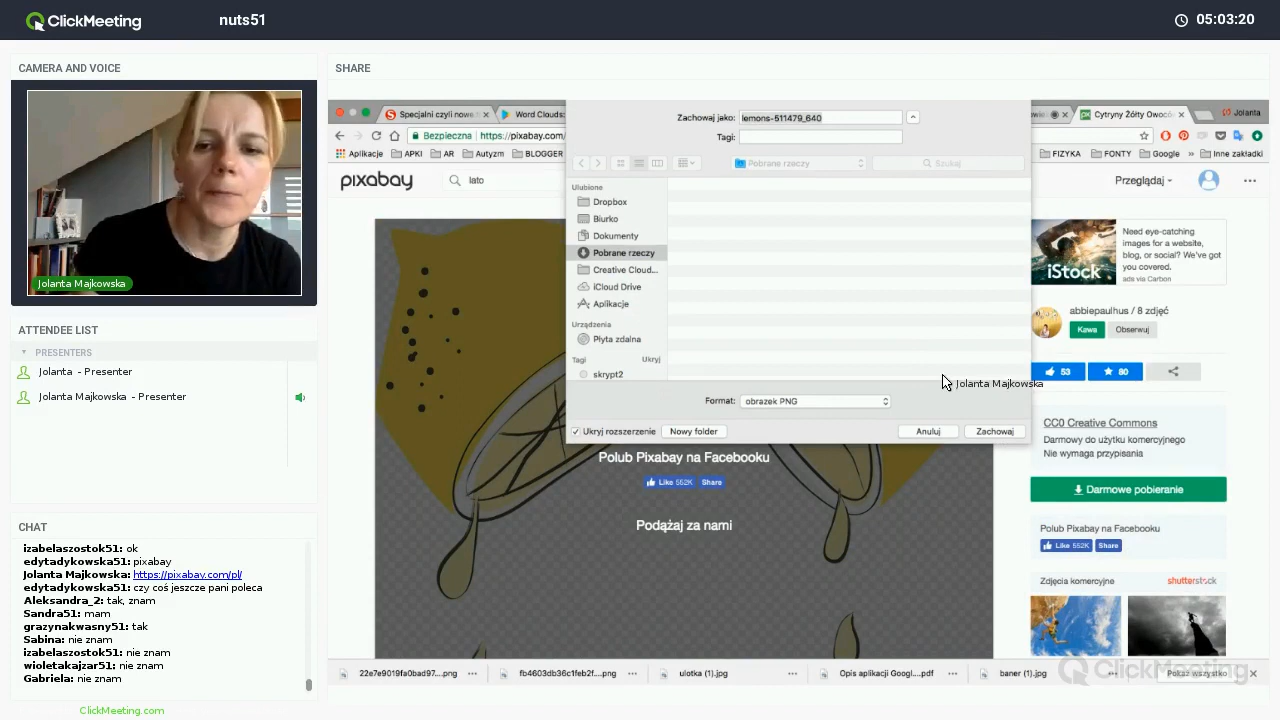 ClickMeeting
nuts51
05:03:20
CAMERA AND VOICE
SHARE
Jolanta Majkowska
ATTENDEE LIST
PRESENTERS
Jolanta - Presenter
Jolanta Majkowska - Presenter
CHAT
izabelaszostok51: ok
edytadykowska51: pixabay
Jolanta Majkowska: https://pixabay.com/pl/
edytadykowska51: czy coś jeszcze pani poleca
Aleksandra_2: tak, znam
Sandra51: mam
grazynakwasny51: tak
Sabina: nie znam
izabelaszostok51: nie znam
wioletakajzar51: nie znam
Gabriela: nie znam
ClickMeeting.com
Specjalni czyli nowe
Word Clouds:
Cytryny Żółty Owoców
Jolanta
Bezpieczna
https://pixabay.com/
Aplikacje
APKI
AR
Autyzm
BLOGGER
FIZYKA
FONTY
Google
Inne zakładki
pixabay
lato
Przeglądaj
Zachowaj jako: lemons-511479_640
Tagi:
Pobrane rzeczy
Szukaj
Ulubione
Dropbox
Biurko
Dokumenty
Pobrane rzeczy
Creative Cloud...
iCloud Drive
Aplikacje
Urządzenia
Płyta zdalna
Tagi
Ukryj
skrypt2
Format: obrazek PNG
Ukryj rozszerzenie
Nowy folder
Anuluj
Zachowaj
Jolanta Majkowska
Polub Pixabay na Facebooku
Like 552K
Share
Podążaj za nami
iStock
Need eye-catching
images for a website,
blog, or social? We've got
you covered.
ads via Carbon
abbiepaulhus / 8 zdjęć
Kawa
Obserwuj
53
80
CC0 Creative Commons
Darmowy do użytku komercyjnego
Nie wymaga przypisania
Darmowe pobieranie
Polub Pixabay na Facebooku
Like 552K
Share
Zdjęcia komercyjne
shutterstock
22e7e9019fa0bad97....png
fb4603db36c1feb2f....png
ulotka (1).jpg
Opis aplikacji Googl....pdf
baner (1).jpg
Pokaż wszystko
ClickMeeting